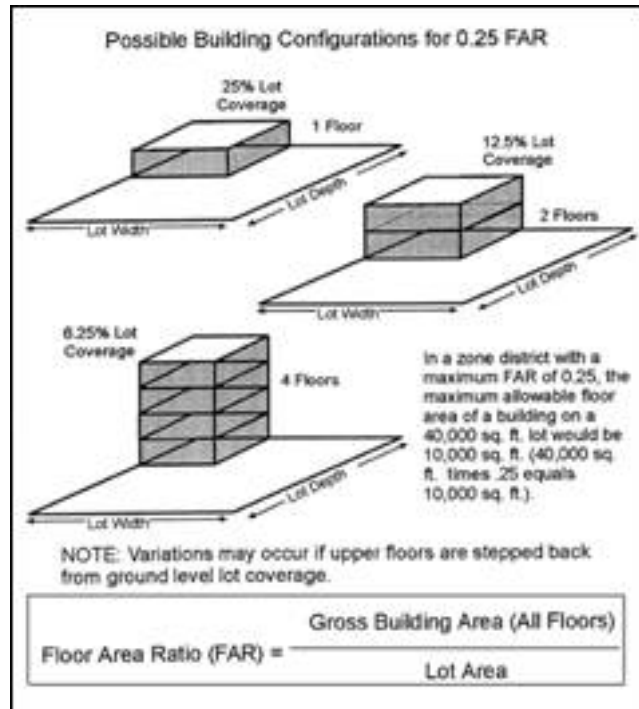 Possible Building Configurations for 0.25 FAR
25% Lot
Coverage
1 Floor
Lot Depth
Lot Width
12.5% Lot
Coverage
2 Floors
Lot Depth
Lot Width
6.25% Lot
Coverage
4 Floors
Lot Depth
Lot Width
In a zone district with a
maximum FAR of 0.25, the
maximum allowable floor
area of a building on a
40,000 sq. ft. lot would be
10,000 sq. ft. (40,000 sq.
ft. times .25 equals
10,000 sq. ft.).
NOTE: Variations may occur if upper floors are stepped back
from ground level lot coverage.
Gross Building Area (All Floors)
Floor Area Ratio (FAR) =
Lot Area